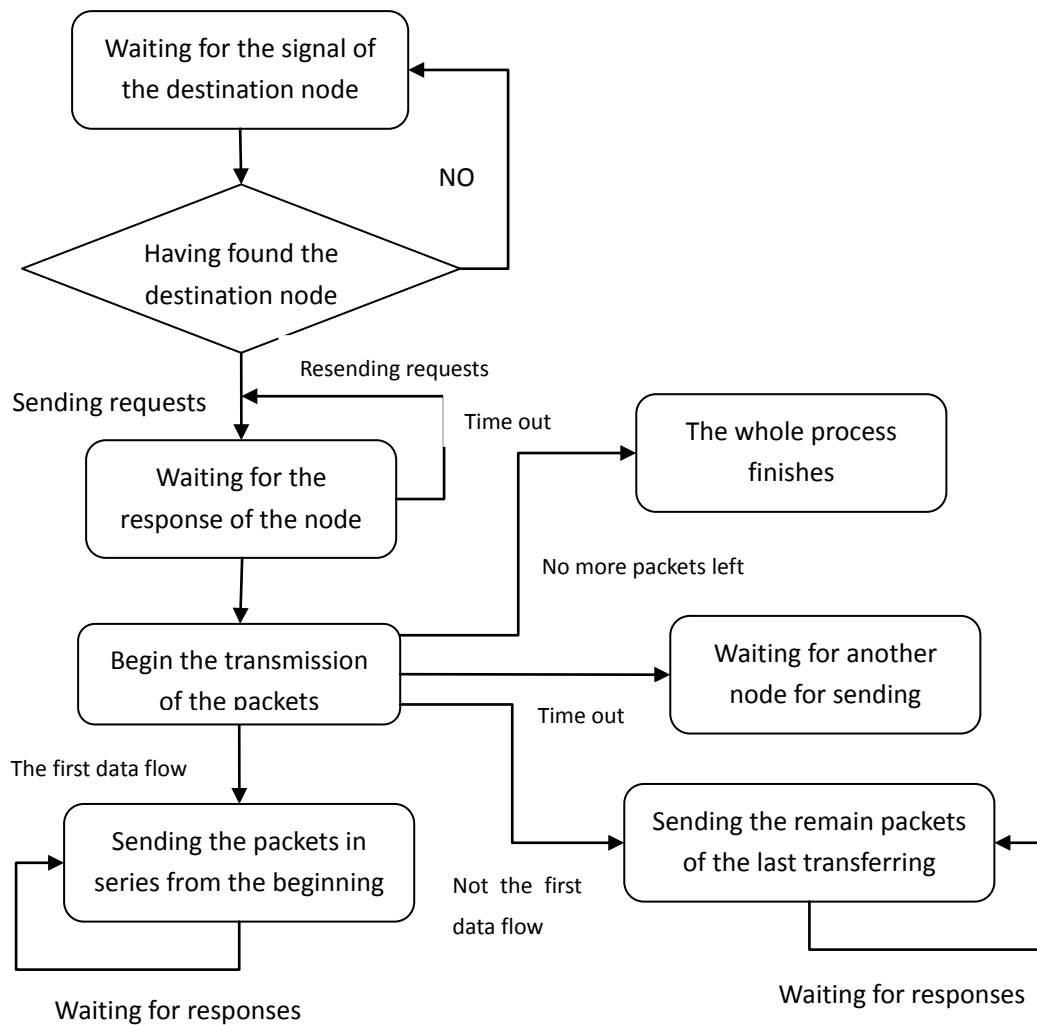 Waiting for the signal of
the destination node
NO
Having found the
destination node
Resending requests
Sending requests
Time out
The whole process
finishes
Waiting for the
response of the node
No more packets left
Begin the transmission
of the packets
Waiting for another
node for sending
Time out
The first data flow
Sending the packets in
series from the beginning
Sending the remain packets
of the last transferring
Not the first
data flow
Waiting for responses
Waiting for responses